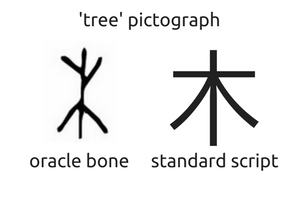 'tree' pictograph
木
oracle bone standard script